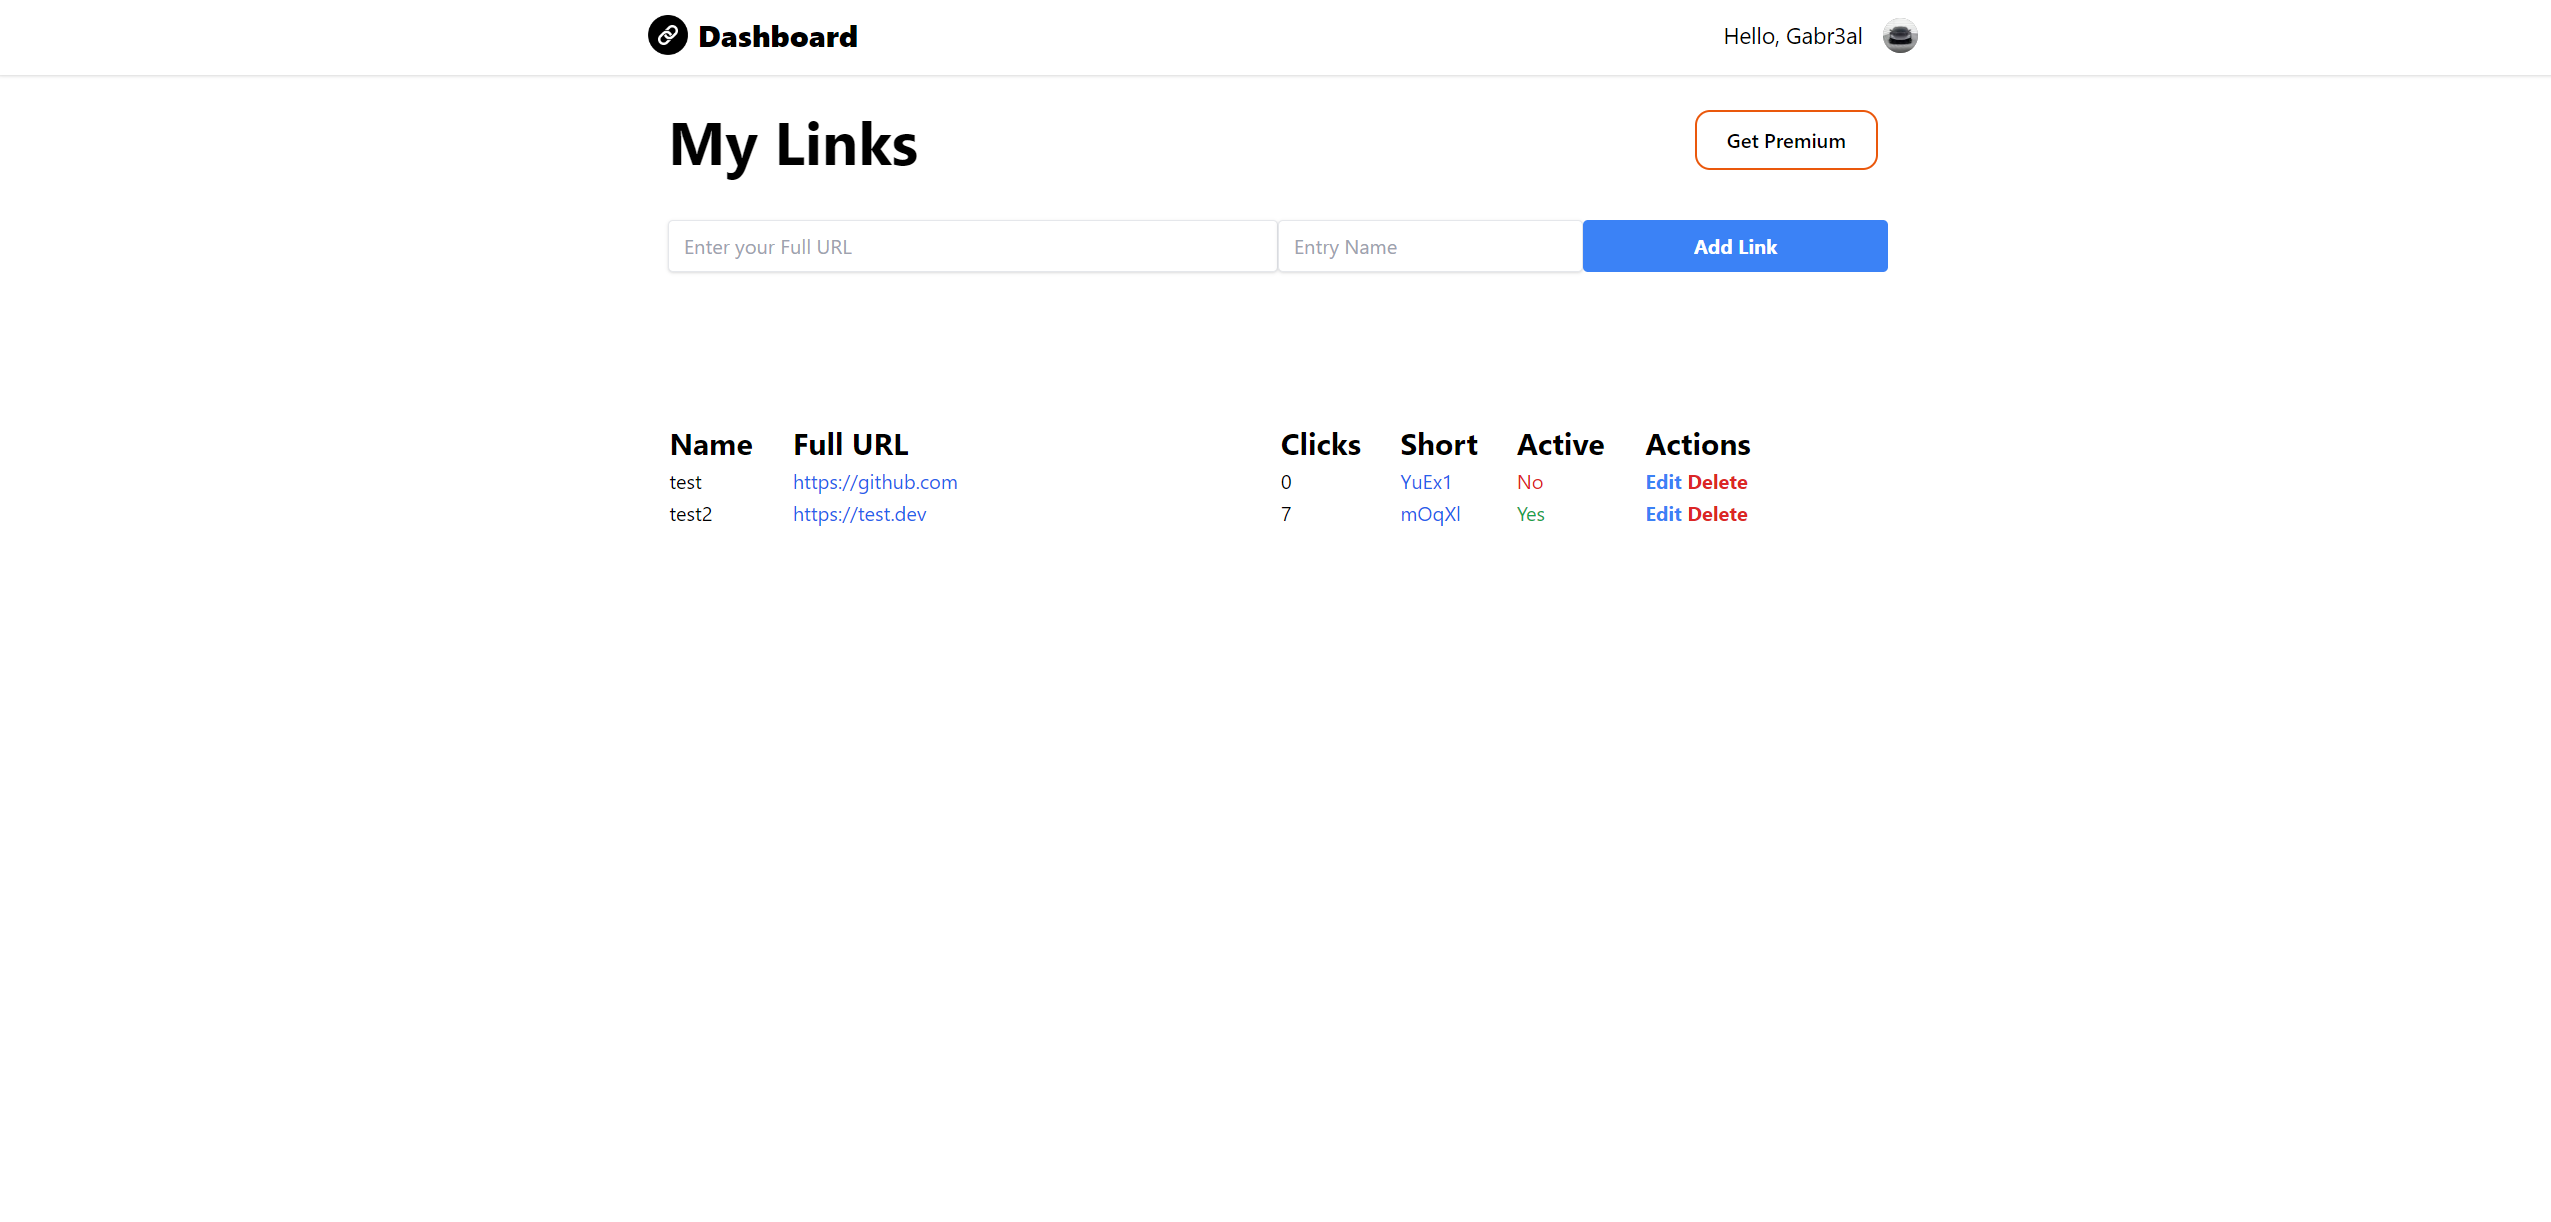 Dashboard
Hello, Gabr3al
My Links
Get Premium
Enter your Full URL
Entry Name
Add Link
Name Full URL Clicks Short Active Actions
test https://github.com 0 YuEx1 No Edit Delete
test2 https://test.dev 7 mOqXl Yes Edit Delete